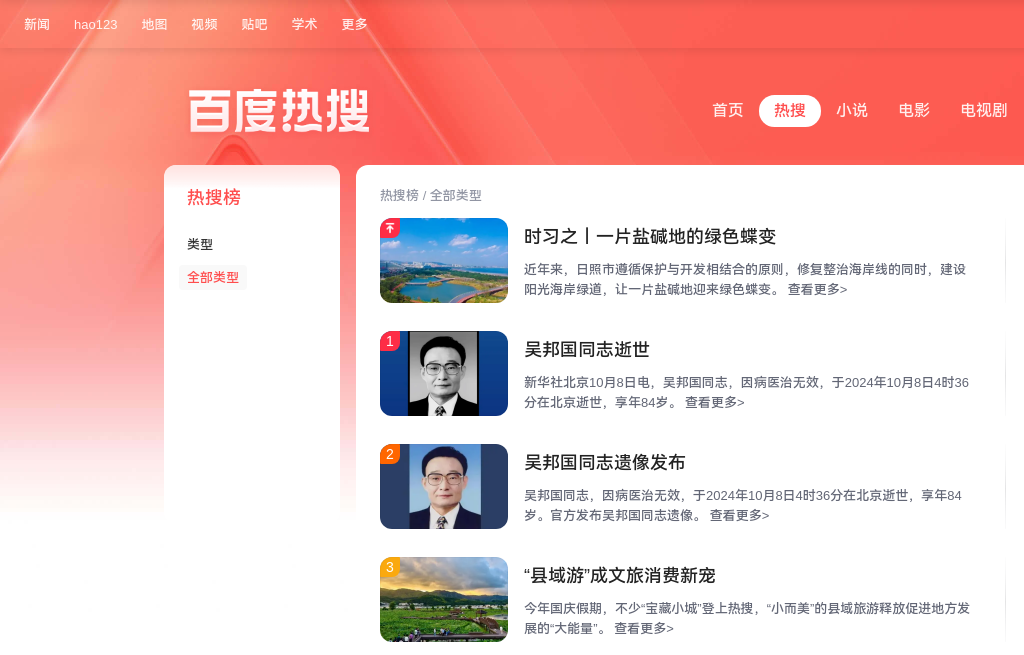 新闻 hao123 地图 视频 贴吧 学术 更多
百度热搜
首页 热搜 小说 电影 电视剧
热搜榜
类型
全部类型
热搜榜 / 全部类型
时习之丨一片盐碱地的绿色蝶变
近年来，日照市遵循保护与开发相结合的原则，修复整治海岸线的同时，建设
阳光海岸绿道，让一片盐碱地迎来绿色蝶变。 查看更多>
1
吴邦国同志逝世
新华社北京10月8日电，吴邦国同志，因病医治无效，于2024年10月8日4时36
分在北京逝世，享年84岁。 查看更多>
2
吴邦国同志遗像发布
吴邦国同志，因病医治无效，于2024年10月8日4时36分在北京逝世，享年84
岁。官方发布吴邦国同志遗像。 查看更多>
3
“县域游”成文旅消费新宠
今年国庆假期，不少“宝藏小城”登上热搜，“小而美”的县域旅游释放促进地方发
展的“大能量”。 查看更多>